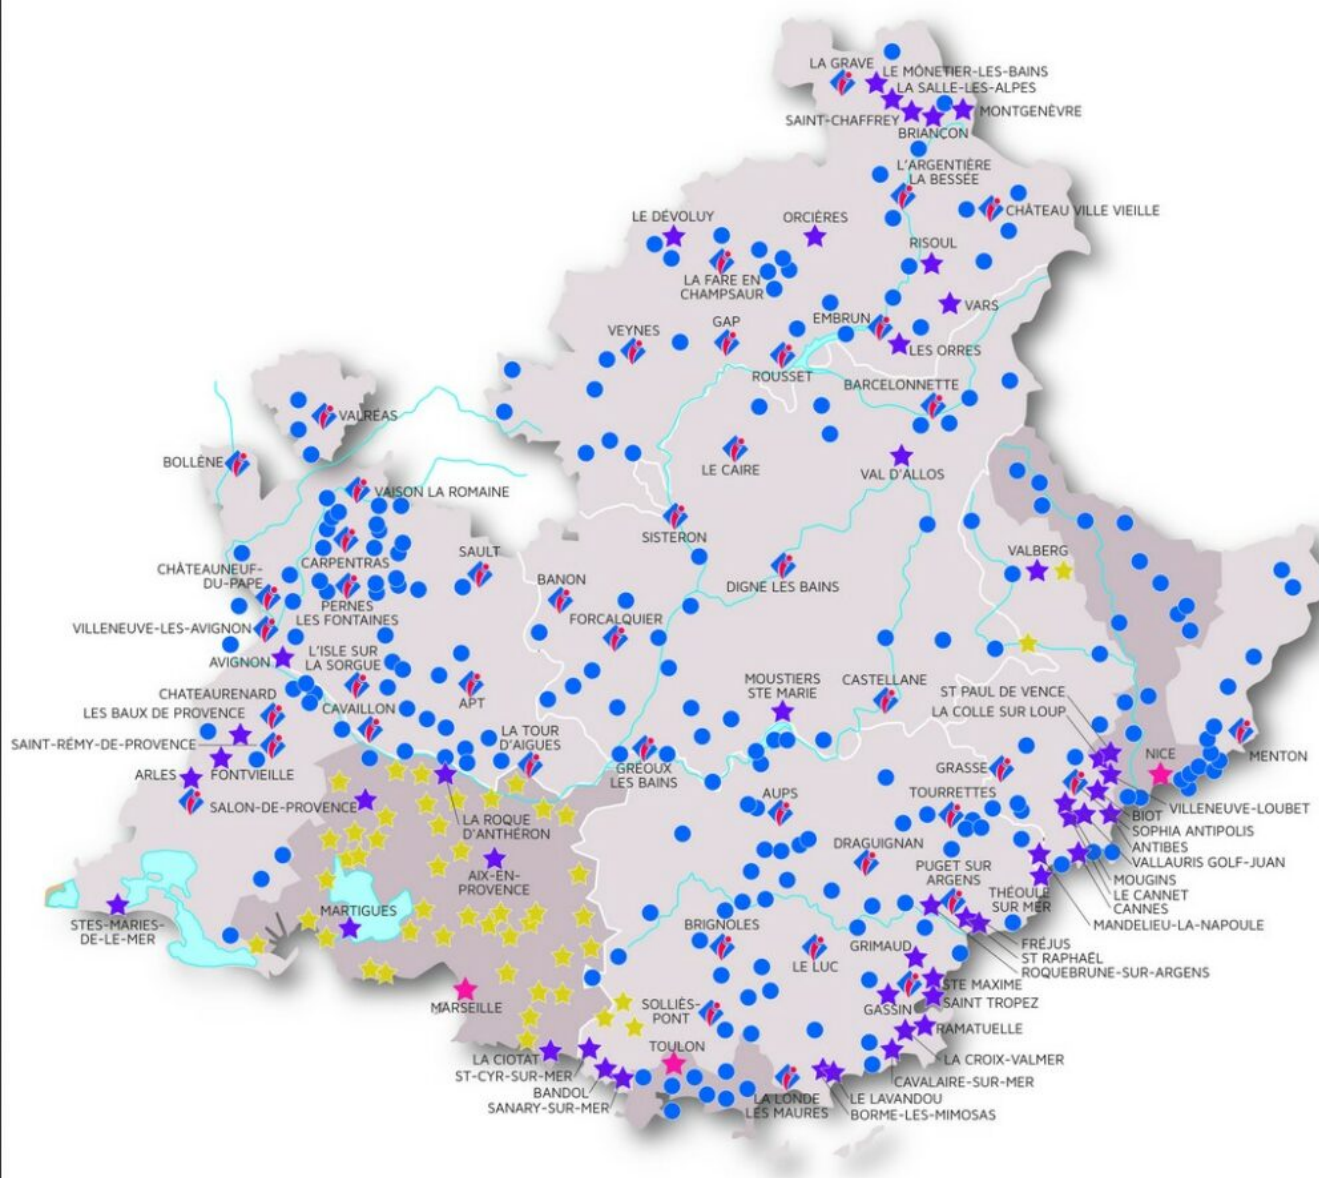 LA GRAVE
LE MÔNETIER-LES-BAINS
LA SALLE-LES-ALPES
SAINT-CHAFFREY
MONTGENÈVRE
BRIANÇON
L'ARGENTIÈRE
LA BESSÉE
CHÂTEAU VILLE VIEILLE
LE DÉVOLUY
ORCIÈRES
RISOUL
LA FARE EN
CHAMPSAUR
VARS
EMBRUN
VEYNES
GAP
LES ORRES
ROUSSET
BARCELONNETTE
VALRÉAS
BOLLÈNE
LE CAIRE
VAL D'ALLOS
VAISON LA ROMAINE
SISTERON
CARPENTRAS
SAULT
VALBERG
CHÂTEAUNEUF-
DU-PAPE
BANON
DIGNE LES BAINS
PERNES
LES FONTAINES
FORCALQUIER
VILLENEUVE-LES-AVIGNON
AVIGNON
L'ISLE SUR
LA SORGUE
MOUSTIERS
STE MARIE
CASTELLANE
CHATEAURENARD
APT
ST PAUL DE VENCE
LES BAUX DE PROVENCE
CAVAILLON
LA COLLE SUR LOUP
SAINT-RÉMY-DE-PROVENCE
LA TOUR
D'AIGUES
NICE
MENTON
ARLES
FONTVIEILLE
GRÉOUX
LES BAINS
GRASSE
SALON-DE-PROVENCE
AUPS
TOURRETTES
VILLENEUVE-LOUBET
LA ROQUE
D'ANTHÉRON
BIOT
SOPHIA ANTIPOLIS
DRAGUIGNAN
ANTIBES
VALLAURIS GOLF-JUAN
AIX-EN-
PROVENCE
PUGET SUR
ARGENS
THÉOULE
SUR MER
MOUGINS
LE CANNET
CANNES
MANDELIEU-LA-NAPOULE
STES-MARIES-
DE-LE-MER
MARTIGUES
BRIGNOLES
LE LUC
GRIMAUD
FRÉJUS
ST RAPHAËL
ROQUEBRUNE-SUR-ARGENS
STE MAXIME
SAINT TROPEZ
MARSEILLE
SOLLIÈS-
PONT
GASSIN
RAMATUELLE
TOULON
LA CIOTAT
LA CROIX-VALMER
ST-CYR-SUR-MER
CAVALAIRE-SUR-MER
BANDOL
SANARY-SUR-MER
LA LONDE
LES MAURES
LE LAVANDOU
BORME-LES-MIMOSAS